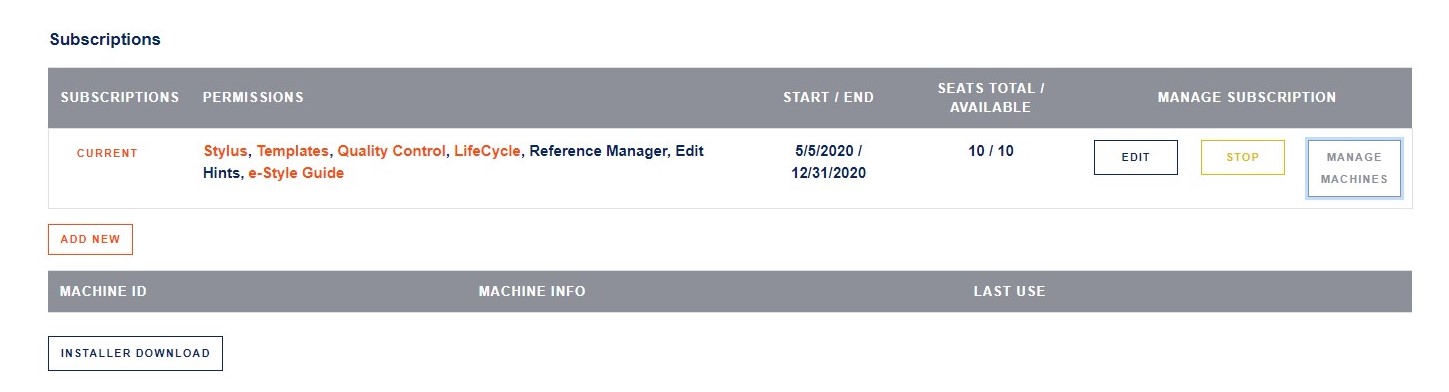 Subscriptions
SUBSCRIPTIONS PERMISSIONS START / END SEATS TOTAL / AVAILABLE MANAGE SUBSCRIPTION
CURRENT
Stylus, Templates, Quality Control, LifeCycle, Reference Manager, Edit
Hints, e-Style Guide
5/5/2020 /
12/31/2020
10 / 10
EDIT
STOP
MANAGE
MACHINES
ADD NEW
MACHINE ID MACHINE INFO LAST USE
INSTALLER DOWNLOAD